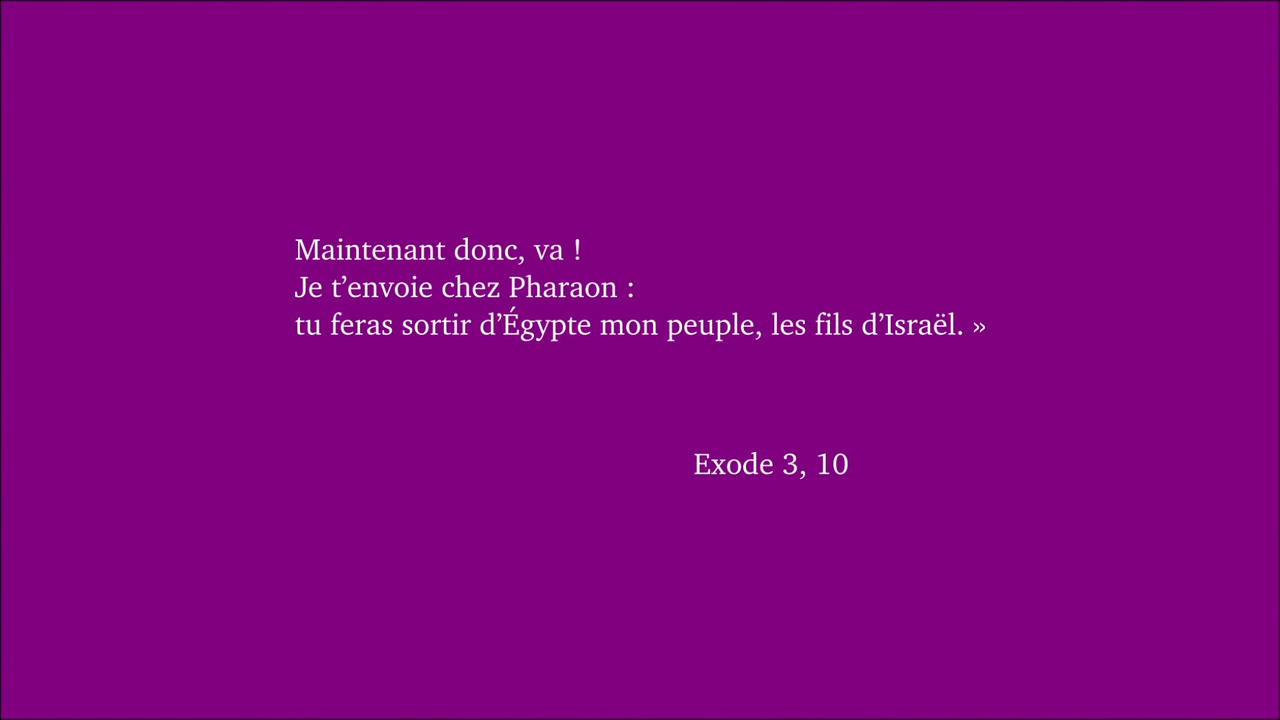 Maintenant donc, va !
Je t’envoie chez Pharaon :
tu feras sortir d’Égypte mon peuple, les fils d’Israël. »
Exode 3, 10